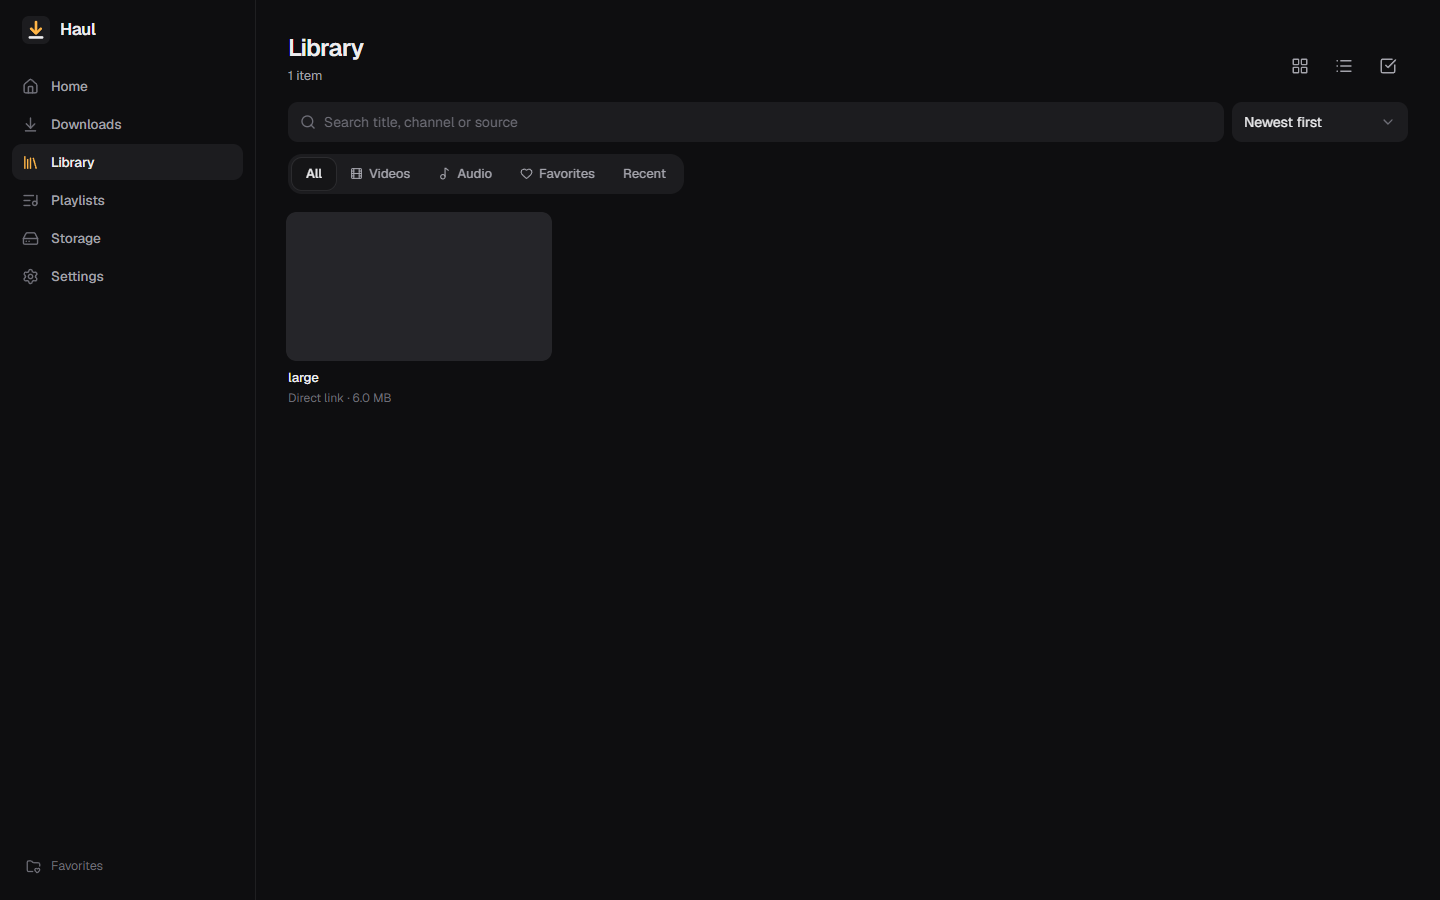 Haul
Home
Downloads
Library
Playlists
Storage
Settings
Favorites
Library
1 item
Search title, channel or source
Newest first
All
Videos
Audio
Favorites
Recent
large
Direct link · 6.0 MB